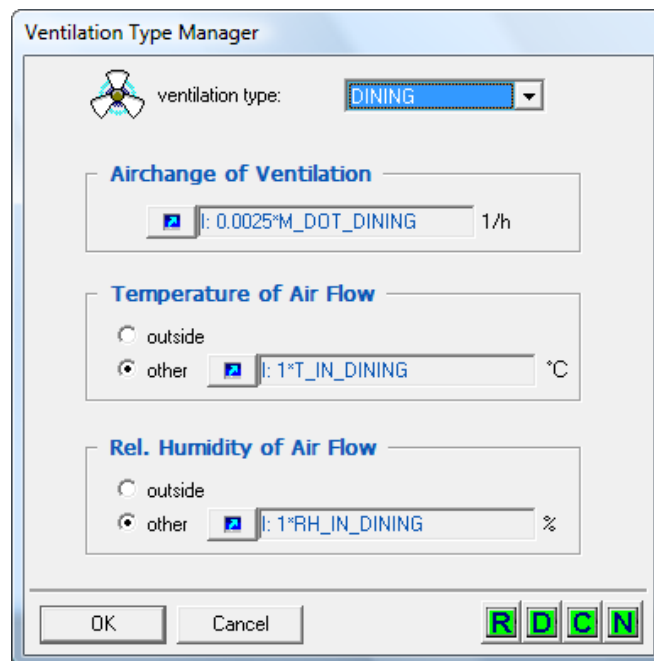 Ventilation Type Manager
ventilation type: DINING
Airchange of Ventilation
I: 0.0025*M_DOT_DINING 1/h
Temperature of Air Flow
outside
other I: 1*T_IN_DINING °C
Rel. Humidity of Air Flow
outside
other I: 1*RH_IN_DINING %
OK Cancel R D C N